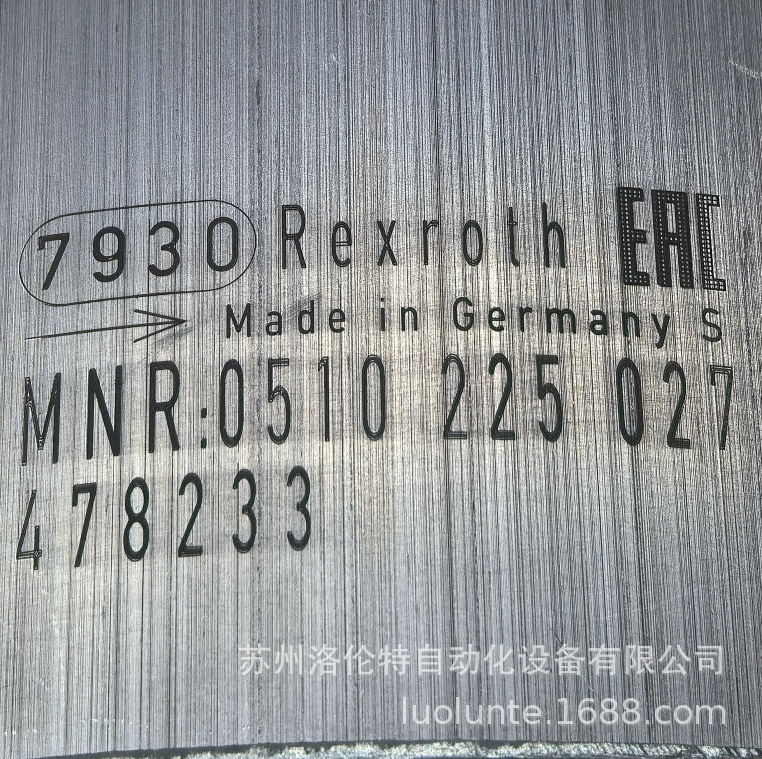 7930 Rexroth EAC
Made in Germany S
MNR:0510 225 027
478233
苏州洛伦特自动化设备有限公司
luolunte.1688.com